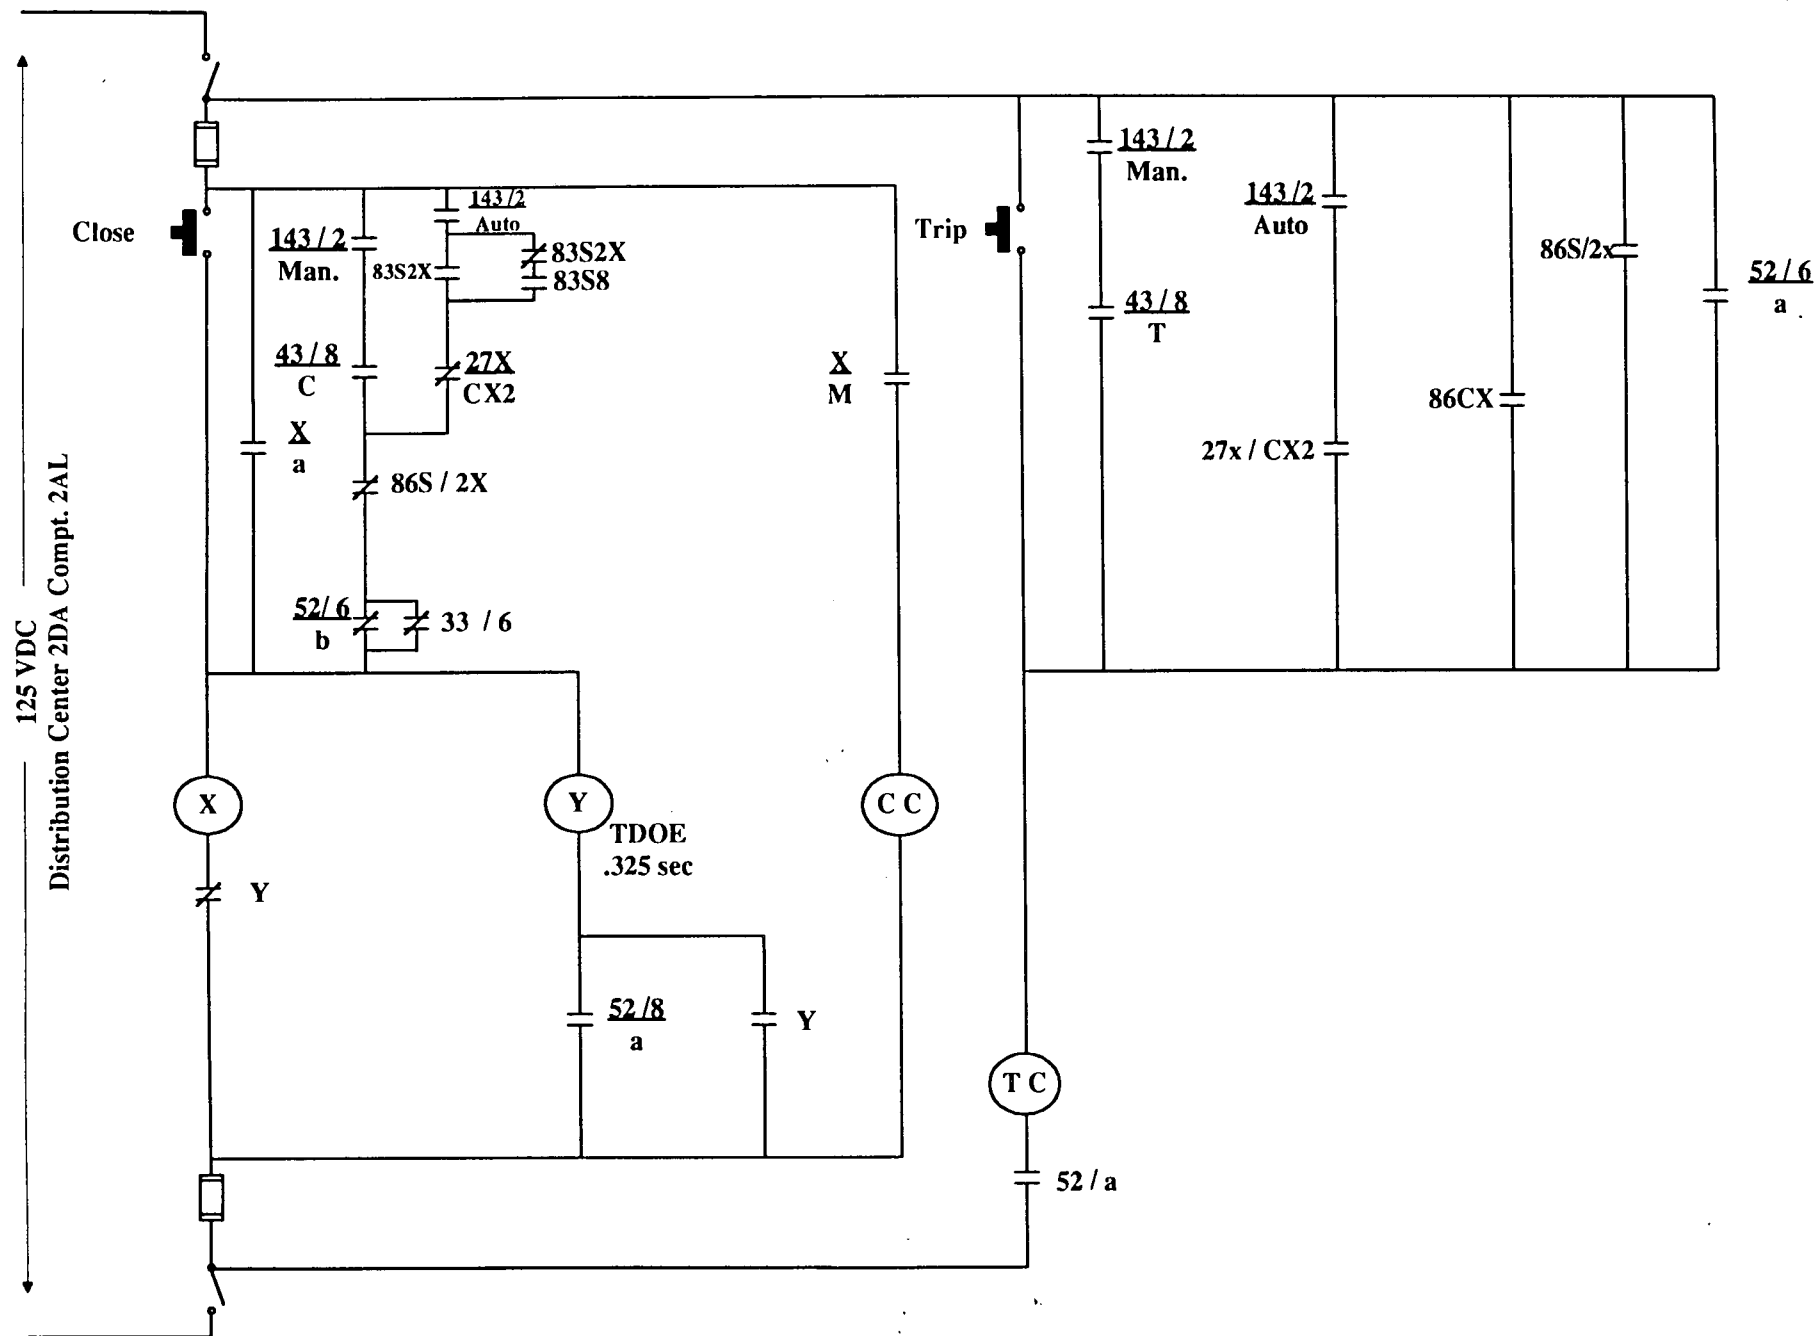 143 / 2
Man.
143/2
Auto
Close
143 / 2
Man.
83S2X
83S2X
83S8
Trip
143/2
Auto
86S/2x
52 / 6
a
43 / 8
C
27X
CX2
X
M
43 / 8
T
86CX
X
a
27x / CX2
86S / 2X
52/ 6
b
33 / 6
125 VDC
Distribution Center 2DA Compt. 2AL
X
Y
TDOE
.325 sec
C C
Y
52 /8
a
Y
T C
52 / a